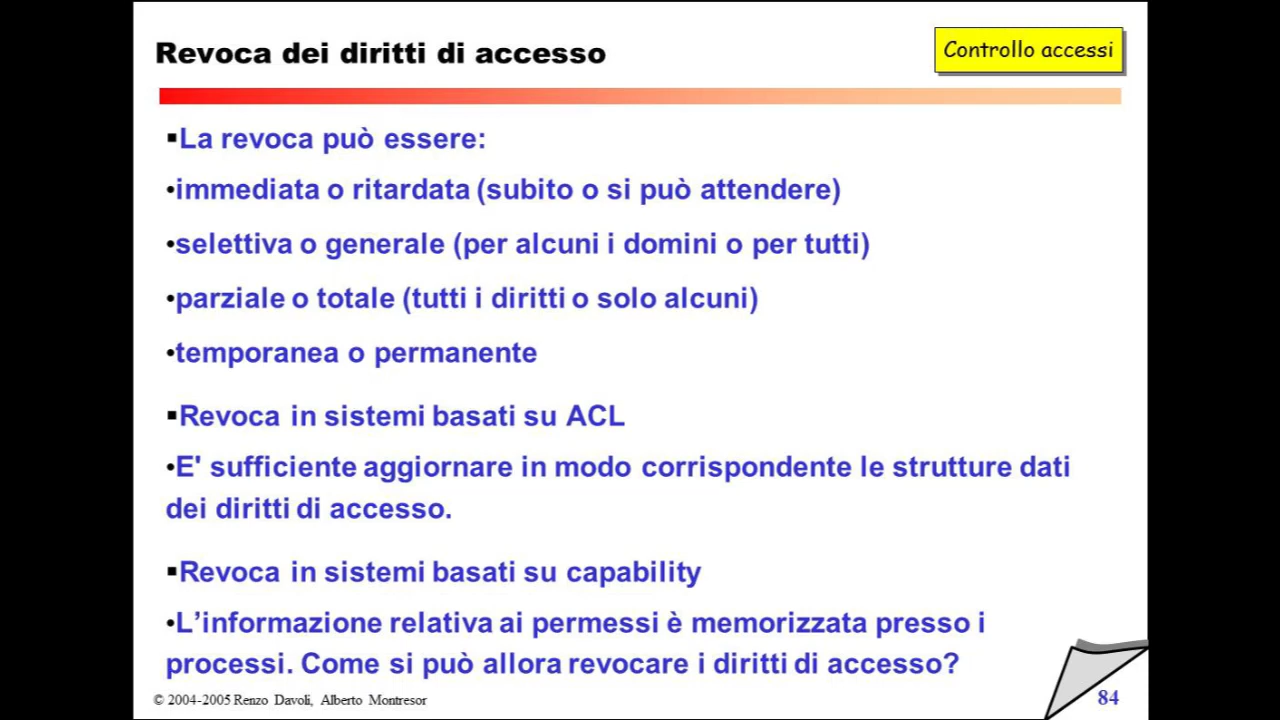 Revoca dei diritti di accesso
Controllo accessi
▪La revoca può essere:
•immediata o ritardata (subito o si può attendere)
•selettiva o generale (per alcuni i domini o per tutti)
•parziale o totale (tutti i diritti o solo alcuni)
•temporanea o permanente
▪Revoca in sistemi basati su ACL
•E' sufficiente aggiornare in modo corrispondente le strutture dati
dei diritti di accesso.
▪Revoca in sistemi basati su capability
•L’informazione relativa ai permessi è memorizzata presso i
processi. Come si può allora revocare i diritti di accesso?
© 2004-2005 Renzo Davoli, Alberto Montresor
84